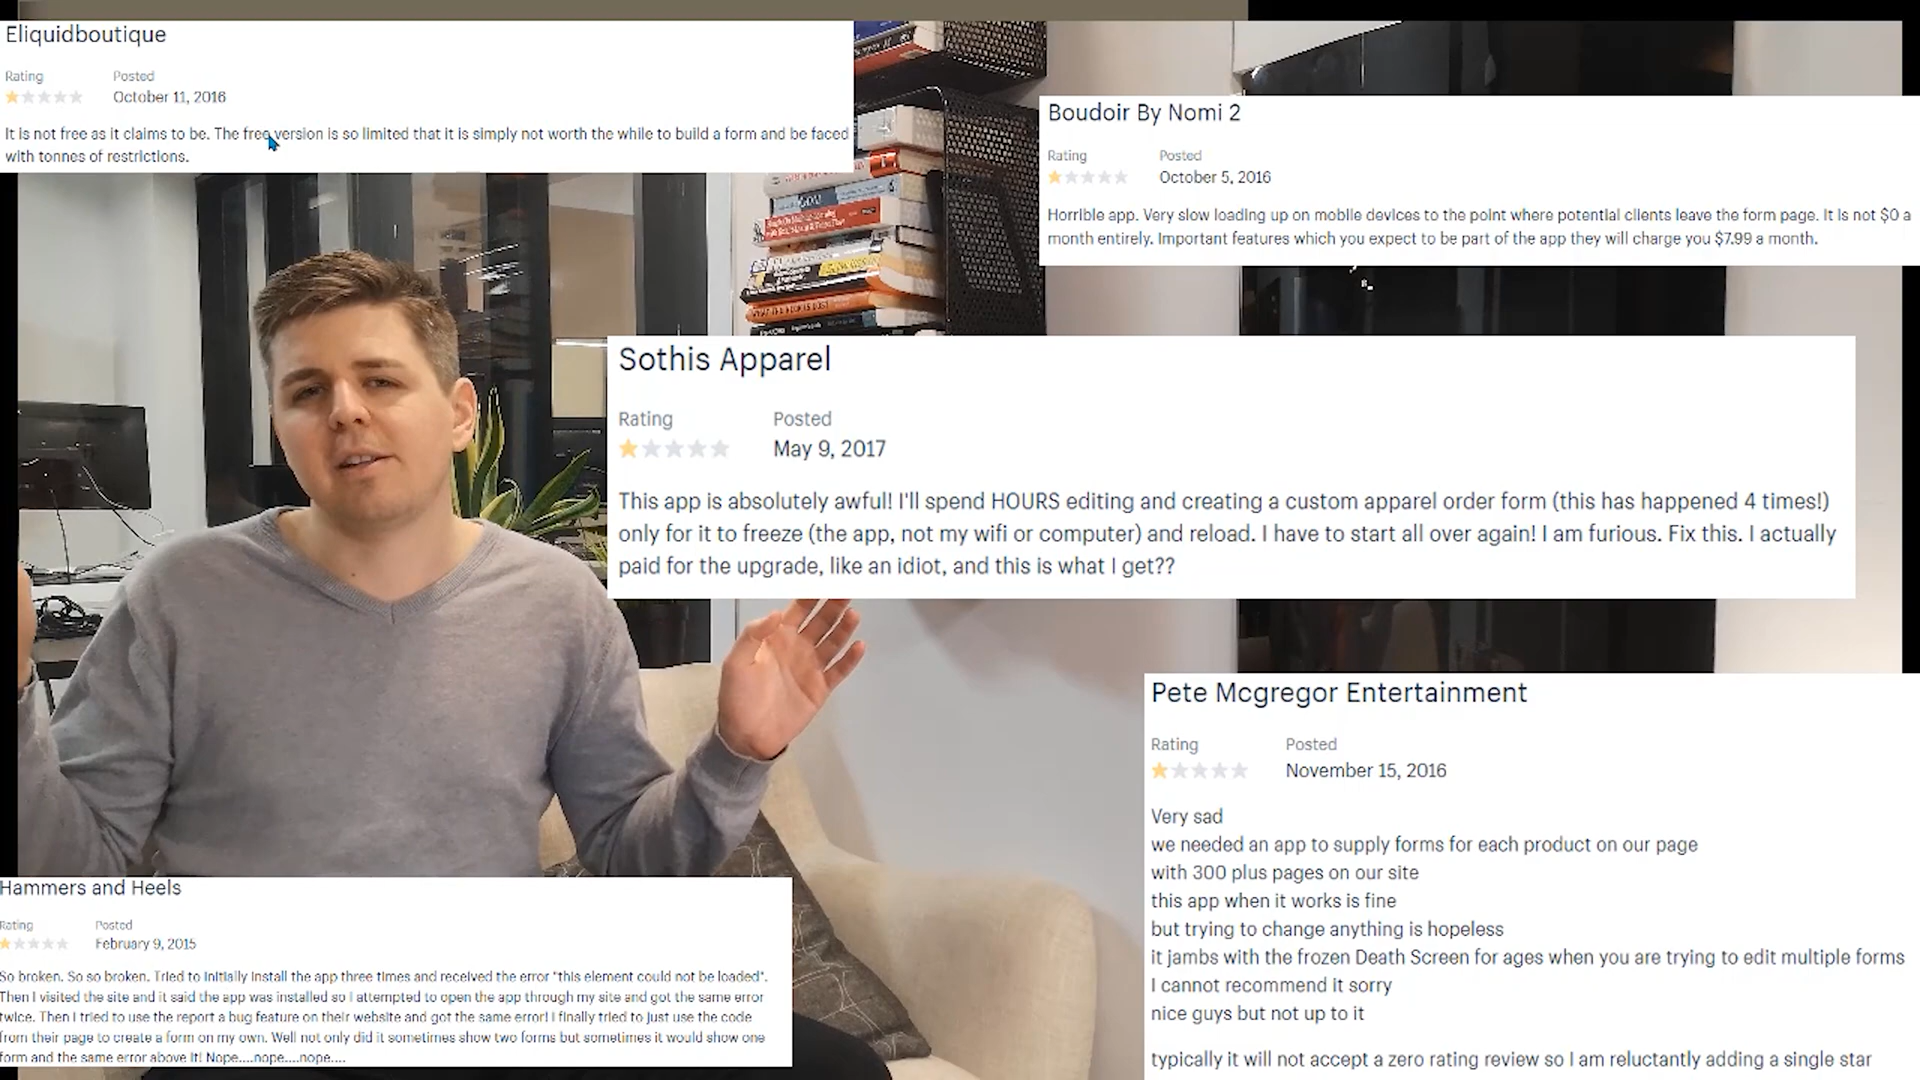 Eliquidboutique
Rating Posted
October 11, 2016
It is not free as it claims to be. The free version is so limited that it is simply not worth the while to build a form and be faced
with tonnes of restrictions.
Boudoir By Nomi 2
Rating Posted
October 5, 2016
Horrible app. Very slow loading up on mobile devices to the point where potential clients leave the form page. It is not $0 a
month entirely. Important features which you expect to be part of the app they will charge you $7.99 a month.
Sothis Apparel
Rating Posted
May 9, 2017
This app is absolutely awful! I'll spend HOURS editing and creating a custom apparel order form (this has happened 4 times!)
only for it to freeze (the app, not my wifi or computer) and reload. I have to start all over again! I am furious. Fix this. I actually
paid for the upgrade, like an idiot, and this is what I get??
Pete Mcgregor Entertainment
Rating Posted
November 15, 2016
Very sad
we needed an app to supply forms for each product on our page
with 300 plus pages on our site
this app when it works is fine
but trying to change anything is hopeless
it jambs with the frozen Death Screen for ages when you are trying to edit multiple forms
I cannot recommend it sorry
nice guys but not up to it
typically it will not accept a zero rating review so I am reluctantly adding a single star
Hammers and Heels
Rating Posted
February 9, 2015
So broken. So so broken. Tried to initially install the app three times and received the error "this element could not be loaded".
Then I visited the site and it said the app was installed so I attempted to open the app through my site and got the same error
twice. Then I tried to use the report a bug feature on their website and got the same error! I finally tried to just use the code
from their page to create a form on my own. Well not only did it sometimes show two forms but sometimes it would show one
form and the same error above it! Nope....nope....nope....